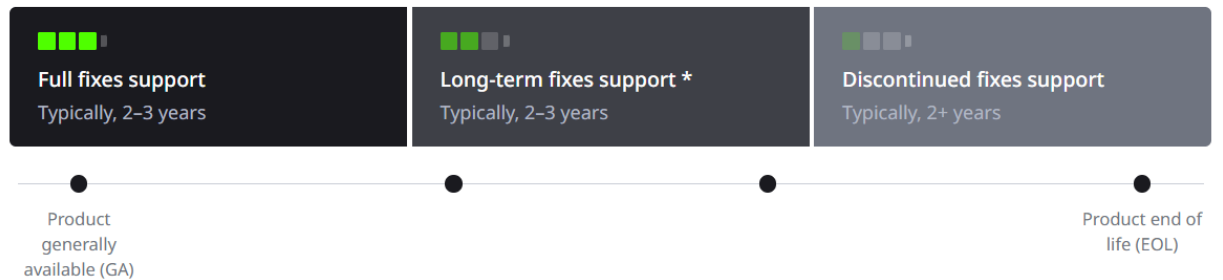 Full fixes support
Typically, 2–3 years
Long-term fixes support *
Typically, 2–3 years
Discontinued fixes support
Typically, 2+ years
Product
generally
available (GA)
Product end of
life (EOL)